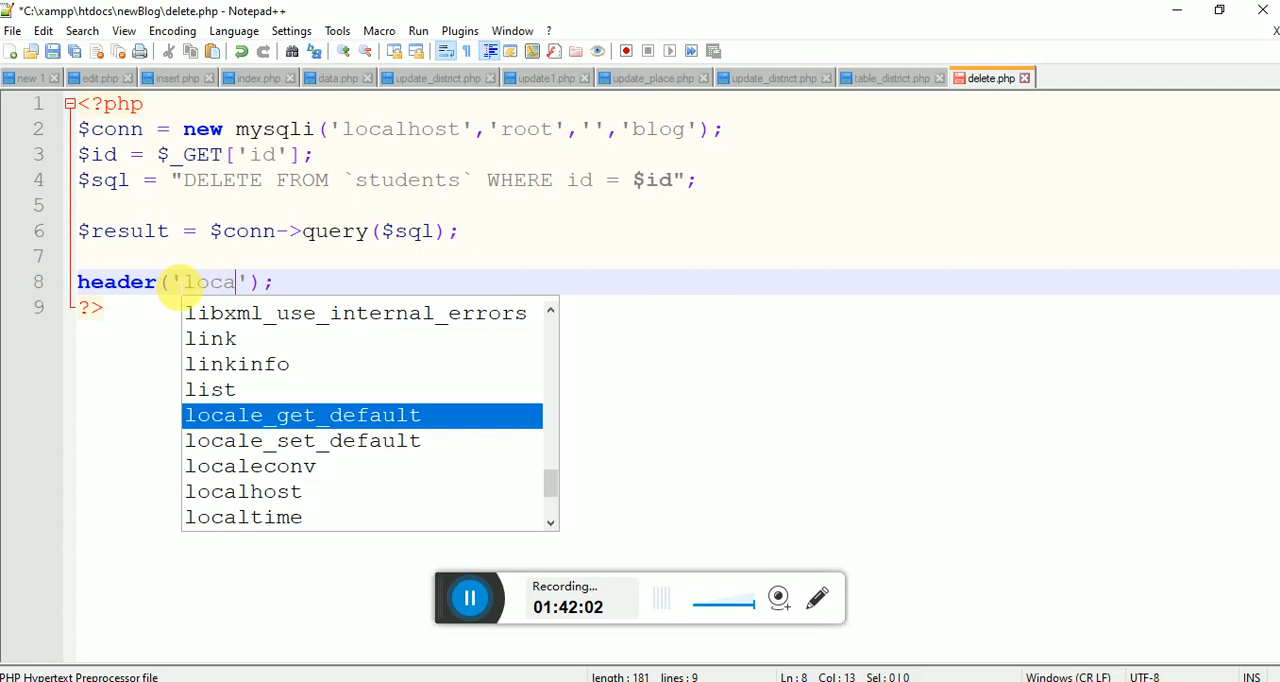 *C:\xampp\htdocs\newBlog\delete.php - Notepad++
File Edit Search View Encoding Language Settings Tools Macro Run Plugins Window ? X
new 1 edit.php insert.php index.php data.php update_district.php update1.php update_place.php update_district.php table_district.php delete.php
1 <?php
2 $conn = new mysqli('localhost','root','','blog');
3 $id = $_GET['id'];
4 $sql = "DELETE FROM `students` WHERE id = $id";
5
6 $result = $conn->query($sql);
7
8 header('loca');
9 ?>
libxml_use_internal_errors
link
linkinfo
list
locale_get_default
locale_set_default
localeconv
localhost
localtime
Recording...
01:42:02
PHP Hypertext Preprocessor file length : 181 lines : 9 Ln : 8 Col : 13 Sel : 0 | 0 Windows (CR LF) UTF-8 INS